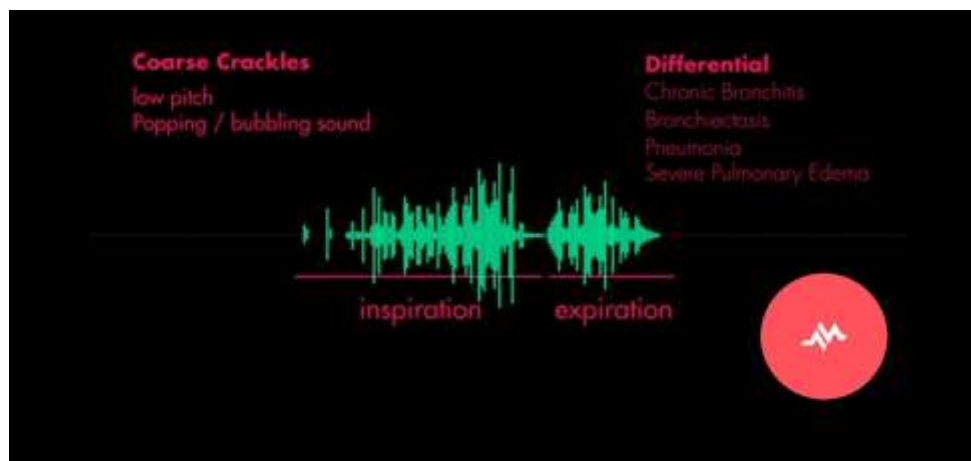 Coarse Crackles
low pitch
Popping / bubbling sound
Differential
Chronic Bronchitis
Bronchiectasis
Pneumonia
Severe Pulmonary Edema
inspiration
expiration